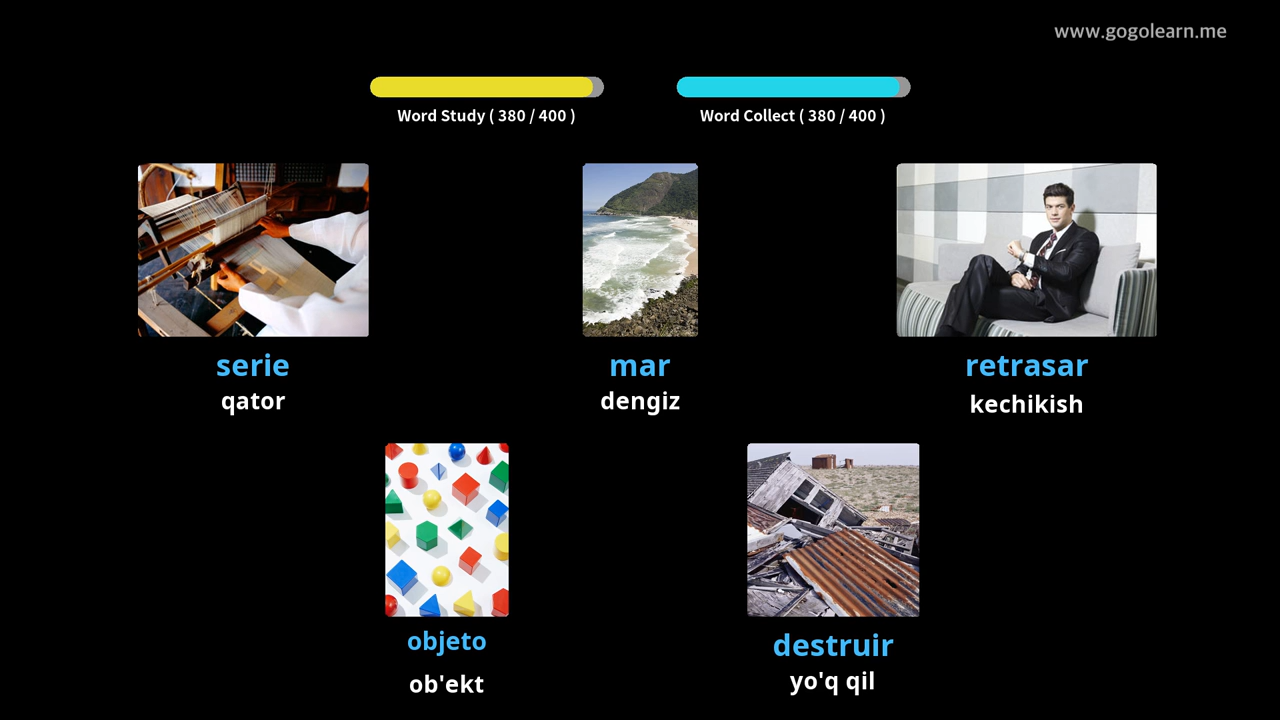 www.gogolearn.me
Word Study ( 380 / 400 )
Word Collect ( 380 / 400 )
serie
qator
mar
dengiz
retrasar
kechikish
objeto
ob'ekt
destruir
yo'q qil